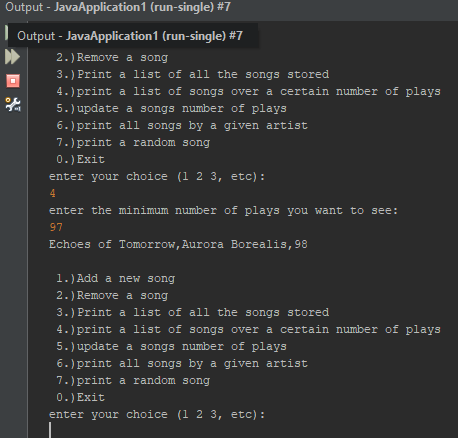 Output - JavaApplication1 (run-single) #7
Output - JavaApplication1 (run-single) #7
2.)Remove a song
3.)Print a list of all the songs stored
4.)print a list of songs over a certain number of plays
5.)update a songs number of plays
6.)print all songs by a given artist
7.)print a random song
0.)Exit
enter your choice (1 2 3, etc):
4
enter the minimum number of plays you want to see:
97
Echoes of Tomorrow,Aurora Borealis,98
1.)Add a new song
2.)Remove a song
3.)Print a list of all the songs stored
4.)print a list of songs over a certain number of plays
5.)update a songs number of plays
6.)print all songs by a given artist
7.)print a random song
0.)Exit
enter your choice (1 2 3, etc):